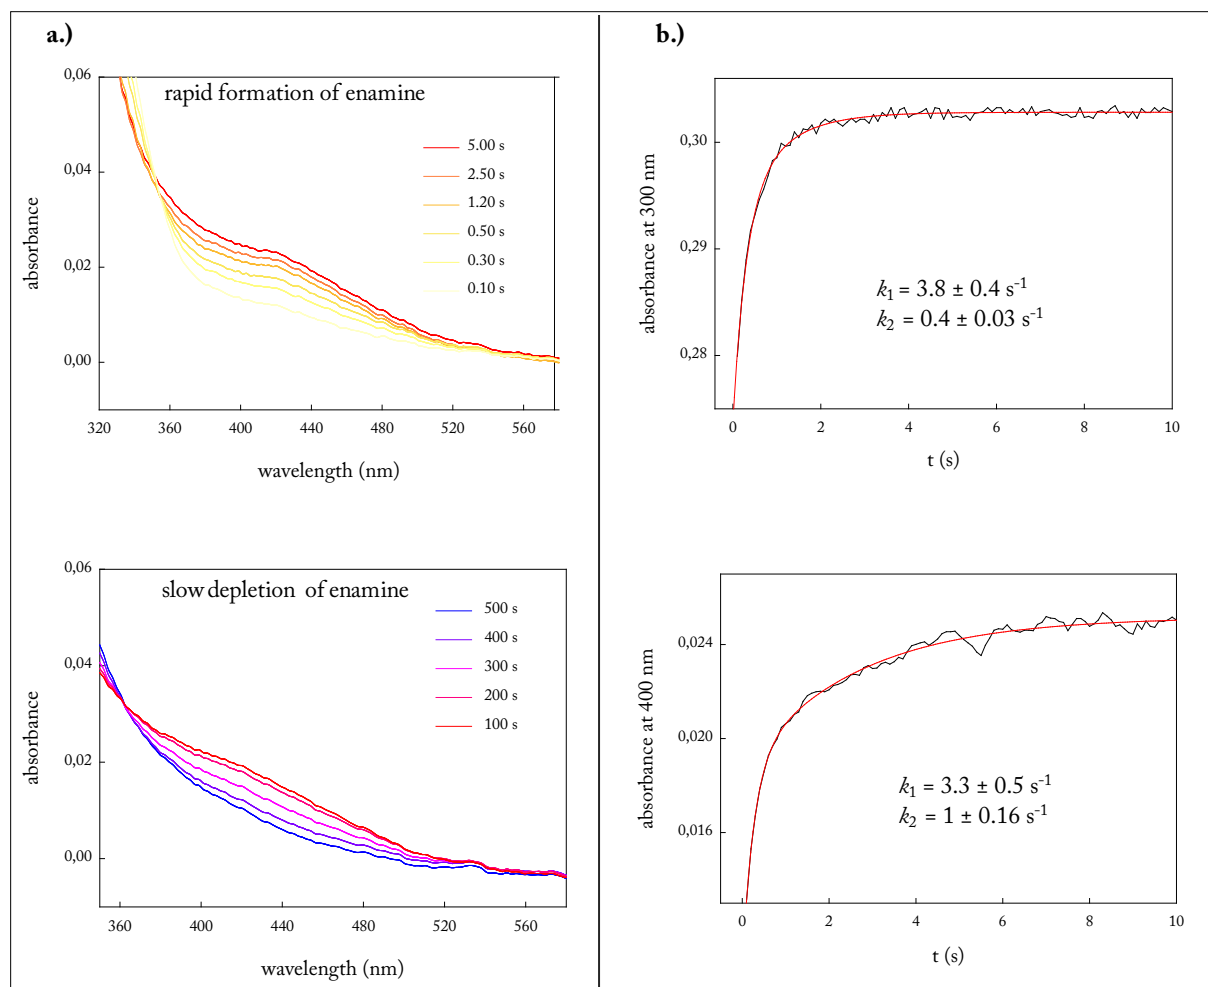 a.)
0,06
rapid formation of enamine
5.00 s
2.50 s
1.20 s
0.50 s
0.30 s
0.10 s
0,04
0,02
0,00
absorbance
320 360 400 440 480 520 560
wavelength (nm)
0,06
slow depletion of enamine
500 s
400 s
300 s
200 s
100 s
0,04
0,02
0,00
absorbance
360 400 440 480 520 560
wavelength (nm)
b.)
0,30
0,29
0,28
absorbance at 300 nm
k1 = 3.8 ± 0.4 s-1
k2 = 0.4 ± 0.03 s-1
0 2 4 6 8 10
t (s)
0,024
0,020
0,016
absorbance at 400 nm
k1 = 3.3 ± 0.5 s-1
k2 = 1 ± 0.16 s-1
0 2 4 6 8 10
t (s)